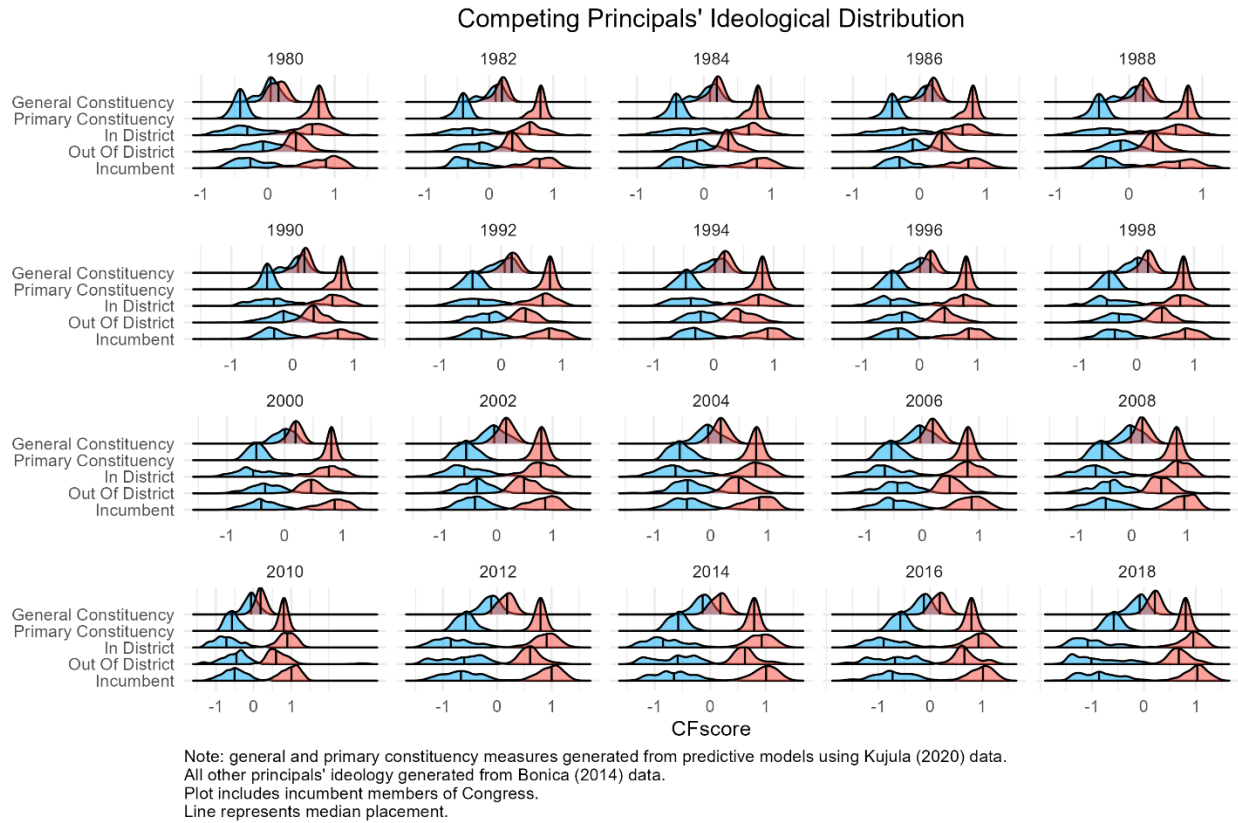 Competing Principals' Ideological Distribution
1980 1982 1984 1986 1988
General Constituency
Primary Constituency
In District
Out Of District
Incumbent
-1 0 1 -1 0 1 -1 0 1 -1 0 1 -1 0 1
1990 1992 1994 1996 1998
General Constituency
Primary Constituency
In District
Out Of District
Incumbent
-1 0 1 -1 0 1 -1 0 1 -1 0 1 -1 0 1
2000 2002 2004 2006 2008
General Constituency
Primary Constituency
In District
Out Of District
Incumbent
-1 0 1 -1 0 1 -1 0 1 -1 0 1 -1 0 1
2010 2012 2014 2016 2018
General Constituency
Primary Constituency
In District
Out Of District
Incumbent
-1 0 1 -1 0 1 -1 0 1 -1 0 1 -1 0 1
CFscore
Note: general and primary constituency measures generated from predictive models using Kujula (2020) data.
All other principals' ideology generated from Bonica (2014) data.
Plot includes incumbent members of Congress.
Line represents median placement.